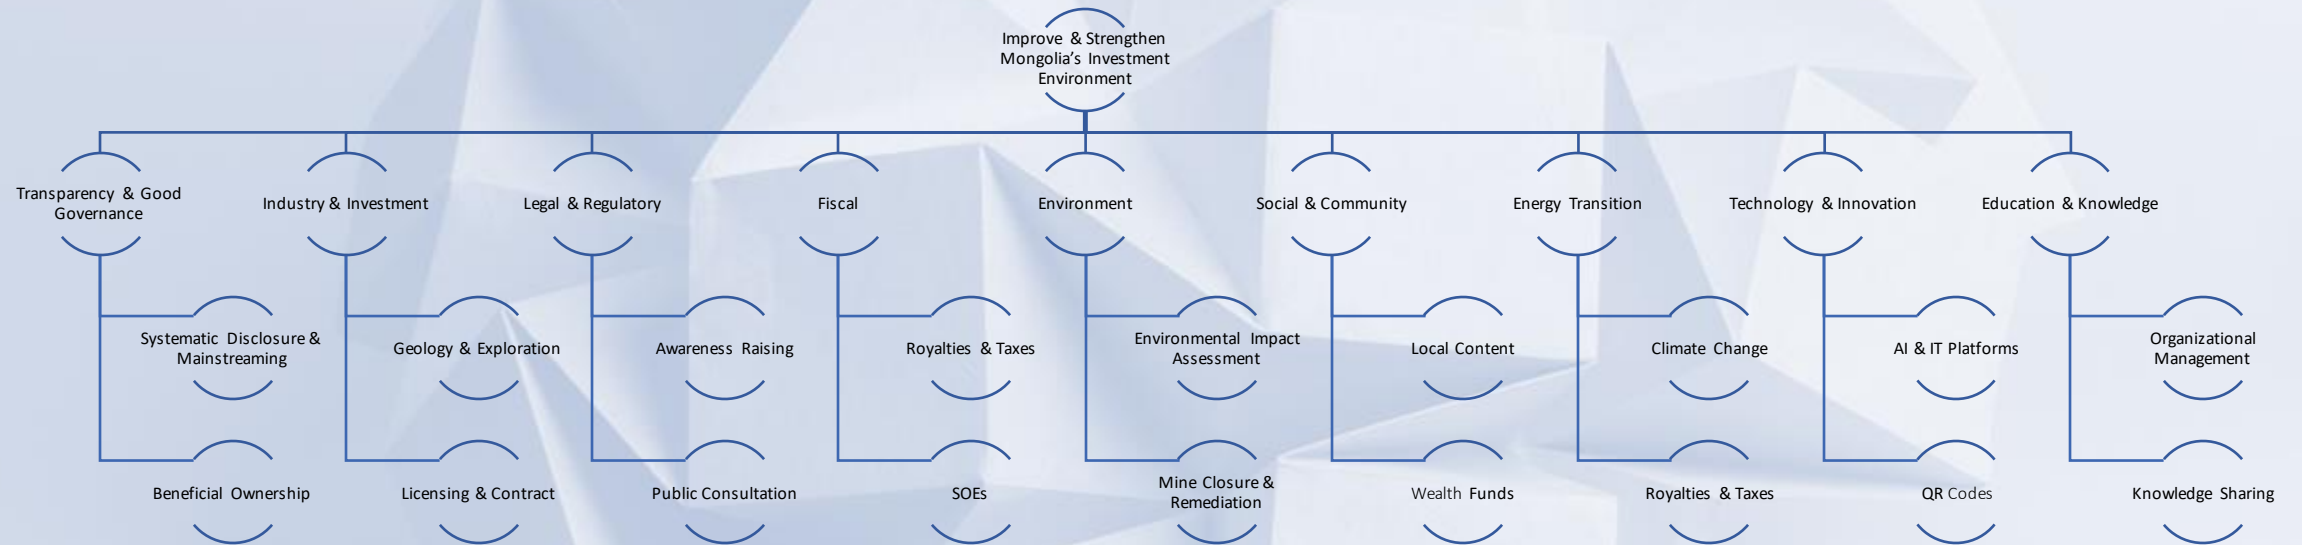 Improve & Strengthen
Mongolia's Investment
Environment
Transparency & Good
Governance
Industry & Investment
Legal & Regulatory
Fiscal
Environment
Social & Community
Energy Transition
Technology & Innovation
Education & Knowledge
Systematic Disclosure &
Mainstreaming
Geology & Exploration
Awareness Raising
Royalties & Taxes
Environmental Impact
Assessment
Local Content
Climate Change
AI & IT Platforms
Organizational
Management
Beneficial Ownership
Licensing & Contract
Public Consultation
SOEs
Mine Closure &
Remediation
Wealth Funds
Royalties & Taxes
QR Codes
Knowledge Sharing